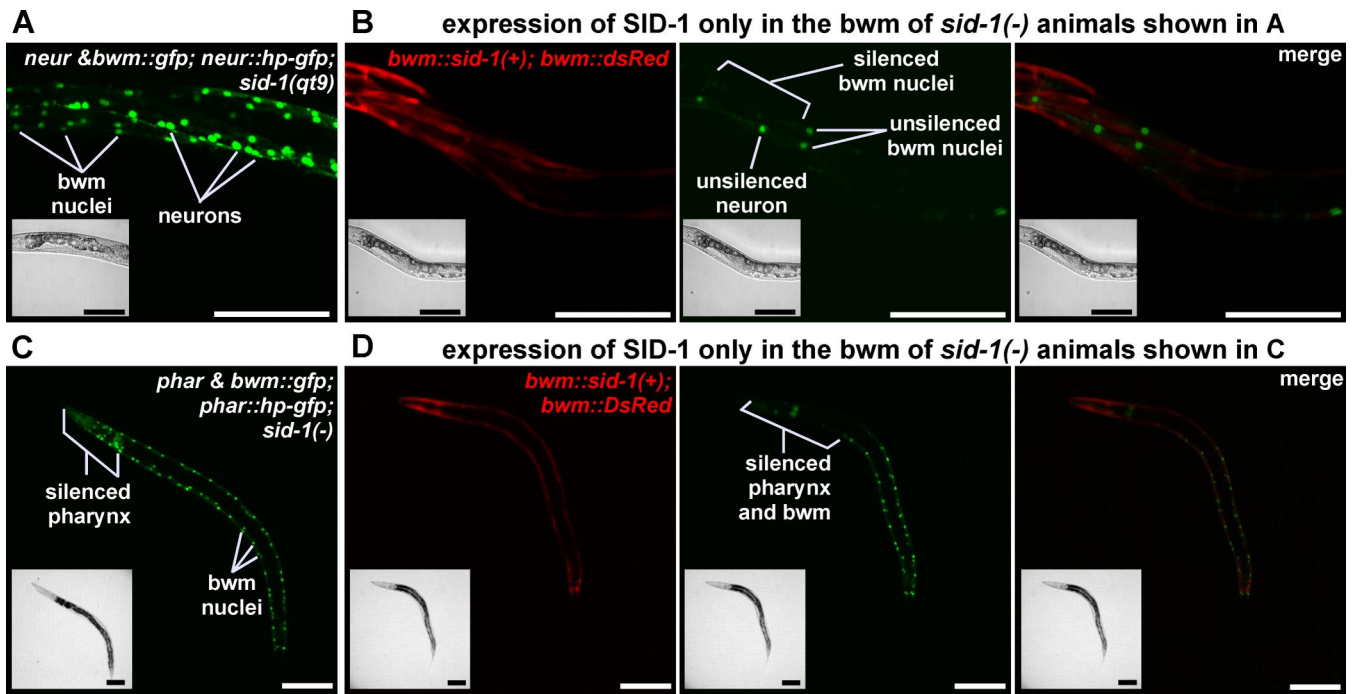 A
neur &bwm::gfp; neur::hp-gfp;
sid-1(qt9)
bwm
nuclei
neurons
B
expression of SID-1 only in the bwm of sid-1(-) animals shown in A
bwm::sid-1(+); bwm::dsRed
silenced
bwm nuclei
unsilenced
bwm nuclei
unsilenced
neuron
merge
C
phar & bwm::gfp;
phar::hp-gfp;
sid-1(-)
silenced
pharynx
bwm
nuclei
D
expression of SID-1 only in the bwm of sid-1(-) animals shown in C
bwm::sid-1(+);
bwm::DsRed
silenced
pharynx
and bwm
merge